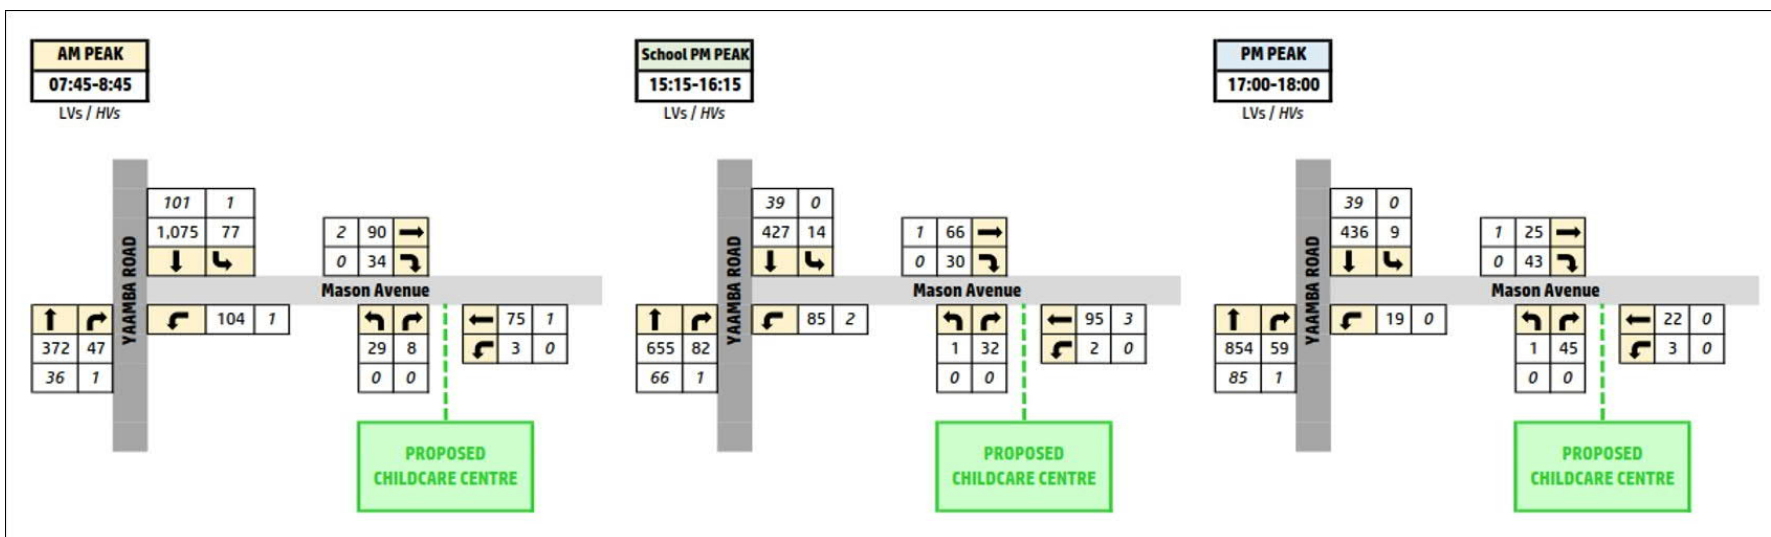 AM PEAK
07:45-8:45
LVs / HVs
101 1
1,075 77
2 90
0 34
YAAMBA ROAD
Mason Avenue
104 1
372 47
36 1
29 8
0 0
75 1
3 0
PROPOSED
CHILDCARE CENTRE
School PM PEAK
15:15-16:15
LVs / HVs
39 0
427 14
1 66
0 30
YAAMBA ROAD
Mason Avenue
85 2
655 82
66 1
1 32
0 0
95 3
2 0
PROPOSED
CHILDCARE CENTRE
PM PEAK
17:00-18:00
LVs / HVs
39 0
436 9
1 25
0 43
YAAMBA ROAD
Mason Avenue
19 0
854 59
85 1
1 45
0 0
22 0
3 0
PROPOSED
CHILDCARE CENTRE